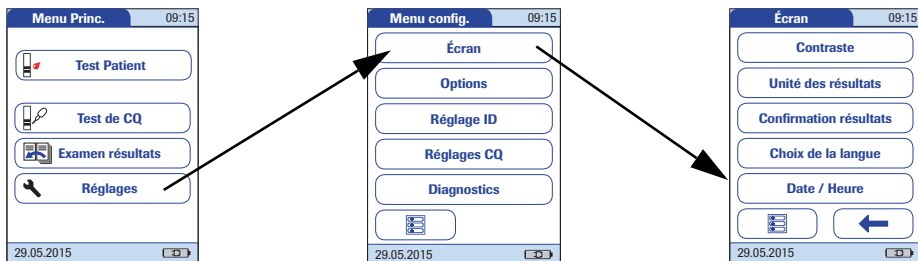 Menu Princ. 09:15
Test Patient
Test de CQ
Examen résultats
Réglages
29.05.2015
Menu config. 09:15
Écran
Options
Réglage ID
Réglages CQ
Diagnostics
29.05.2015
Écran 09:15
Contraste
Unité des résultats
Confirmation résultats
Choix de la langue
Date / Heure
29.05.2015